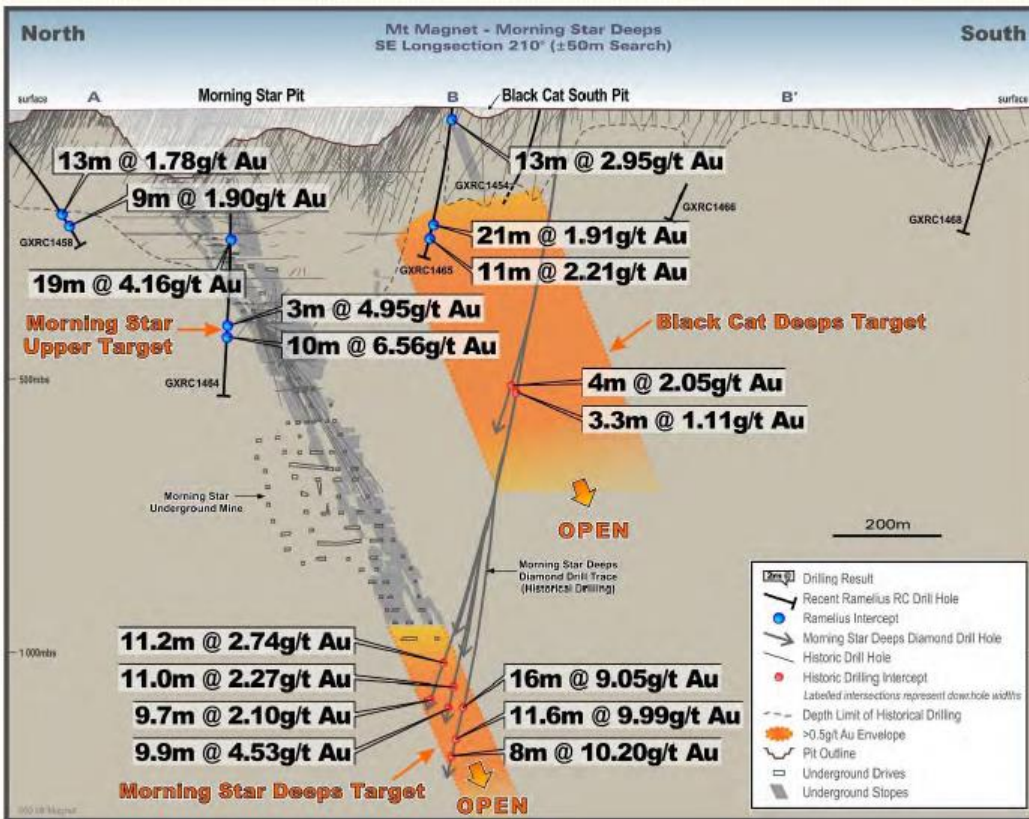 North
Mt Magnet - Morning Star Deeps
SE Longsection 210° (±50m Search)
South
surface
A
Morning Star Pit
B
Black Cat South Pit
B'
surface
13m @ 1.78g/t Au
9m @ 1.90g/t Au
13m @ 2.95g/t Au
GXRC1454
GXRC1466
GXRC1468
GXRC1458
21m @ 1.91g/t Au
GXRC1465
11m @ 2.21g/t Au
19m @ 4.16g/t Au
3m @ 4.95g/t Au
Morning Star
Upper Target
10m @ 6.56g/t Au
Black Cat Deeps Target
500mbs
GXRC1464
4m @ 2.05g/t Au
3.3m @ 1.11g/t Au
Morning Star
Underground Mine
OPEN
200m
Morning Star Deeps
Diamond Drill Trace
(Historical Drilling)
1 000mbs
11.2m @ 2.74g/t Au
11.0m @ 2.27g/t Au
9.7m @ 2.10g/t Au
9.9m @ 4.53g/t Au
16m @ 9.05g/t Au
11.6m @ 9.99g/t Au
8m @ 10.20g/t Au
Morning Star Deeps Target
OPEN
Drilling Result
Recent Ramelius RC Drill Hole
Ramelius Intercept
Morning Star Deeps Diamond Drill Hole
Historic Drill Hole
Historic Drilling Intercept
Labelled intersections represent downhole widths
Depth Limit of Historical Drilling
>0.5g/t Au Envelope
Pit Outline
Underground Drives
Underground Stopes